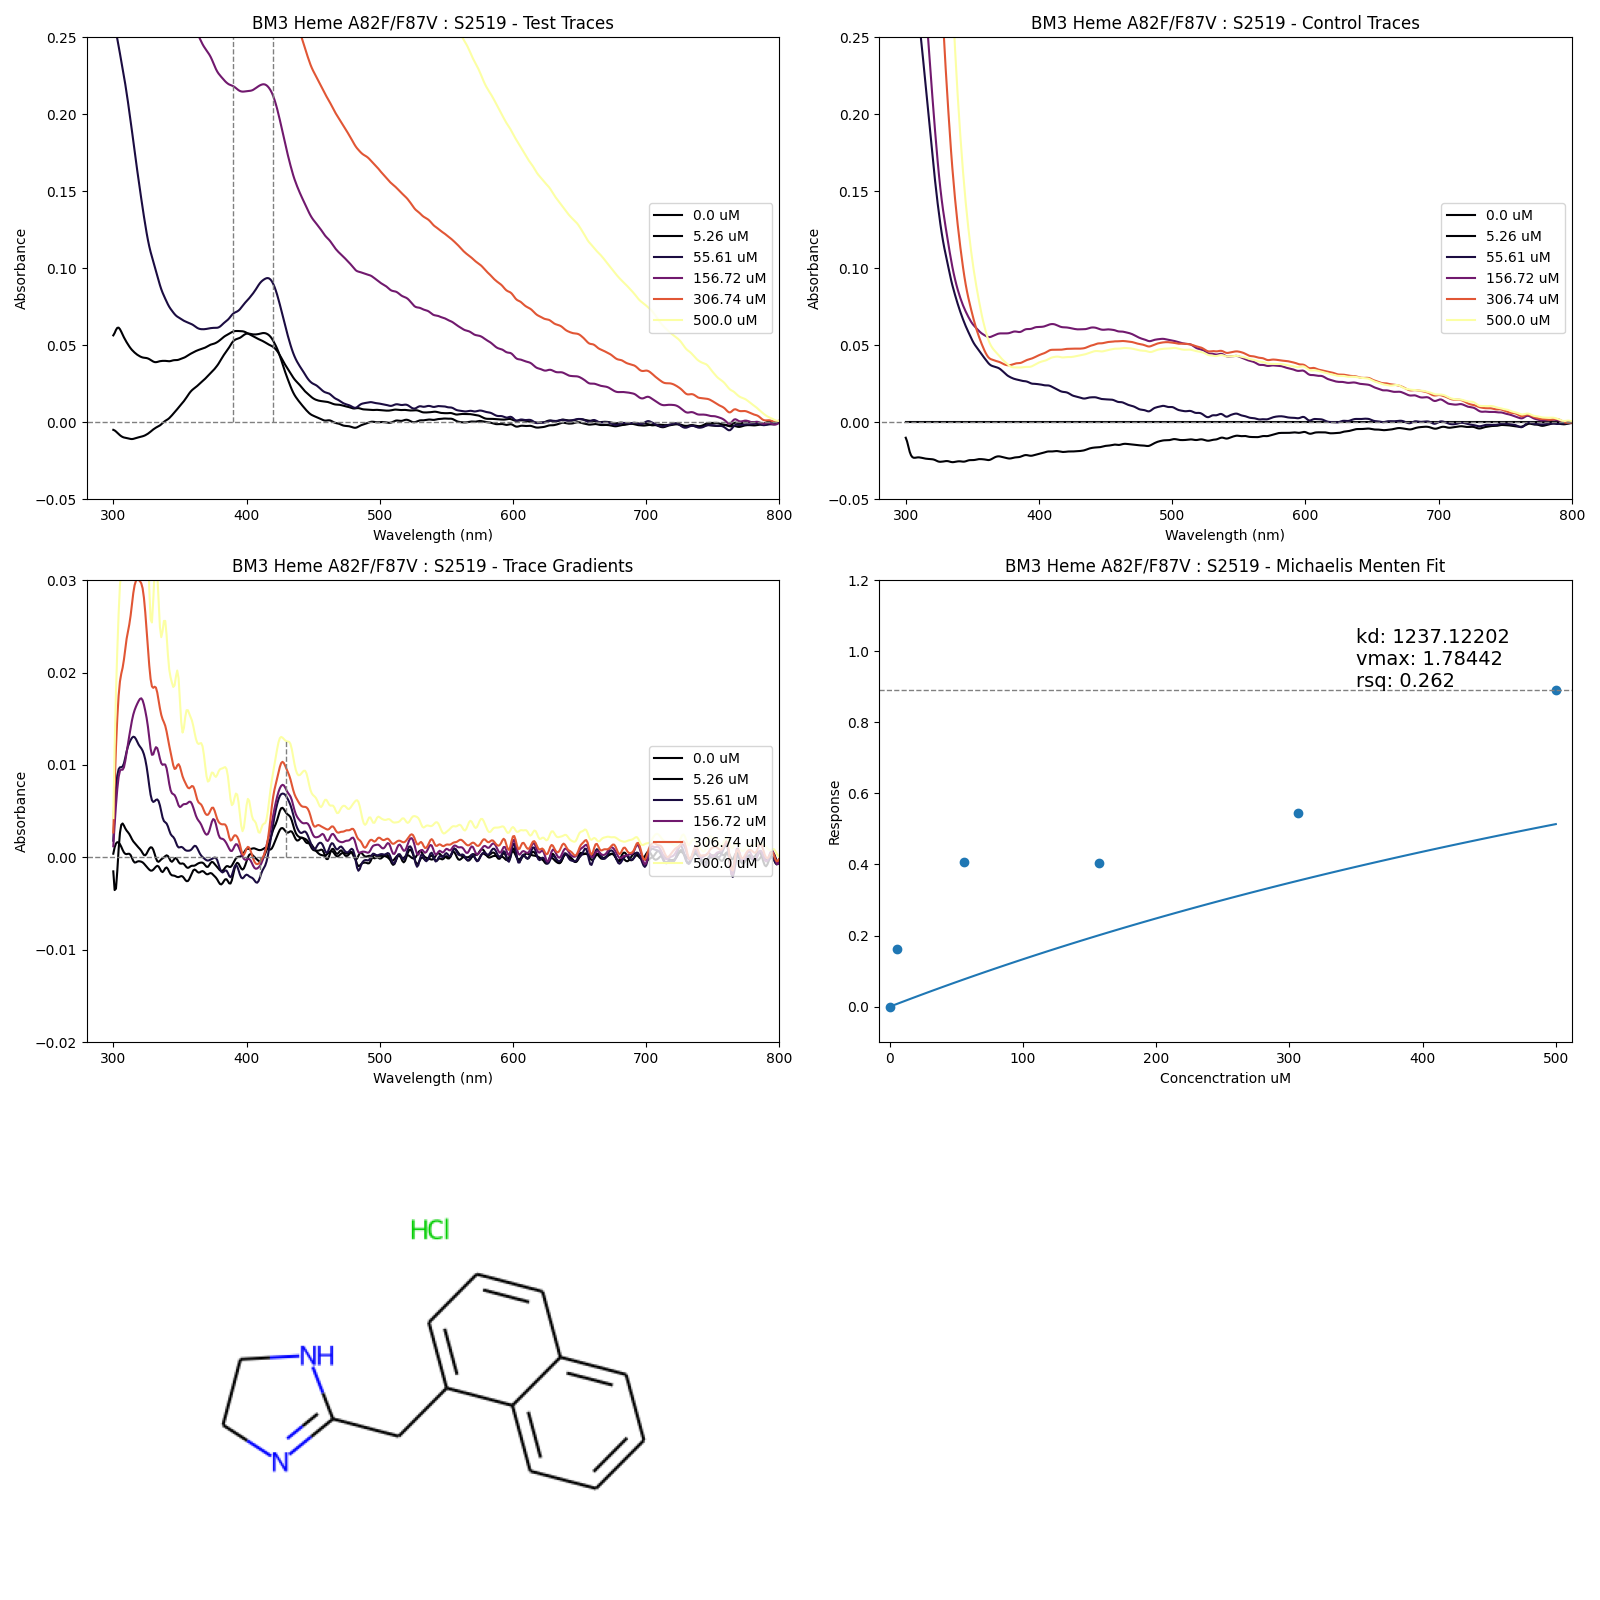 BM3 Heme A82F/F87V : S2519 - Test Traces
0.25
0.20
0.15
0.10
0.05
0.00
−0.05
Absorbance
0.0 uM
5.26 uM
55.61 uM
156.72 uM
306.74 uM
500.0 uM
300 400 500 600 700 800
Wavelength (nm)
BM3 Heme A82F/F87V : S2519 - Control Traces
0.25
0.20
0.15
0.10
0.05
0.00
−0.05
Absorbance
0.0 uM
5.26 uM
55.61 uM
156.72 uM
306.74 uM
500.0 uM
300 400 500 600 700 800
Wavelength (nm)
BM3 Heme A82F/F87V : S2519 - Trace Gradients
0.03
0.02
0.01
0.00
−0.01
−0.02
Absorbance
0.0 uM
5.26 uM
55.61 uM
156.72 uM
306.74 uM
500.0 uM
300 400 500 600 700 800
Wavelength (nm)
BM3 Heme A82F/F87V : S2519 - Michaelis Menten Fit
1.2
1.0
0.8
0.6
0.4
0.2
0.0
Response
kd: 1237.12202
vmax: 1.78442
rsq: 0.262
0 100 200 300 400 500
Concenctration uM
HCl
NH
N